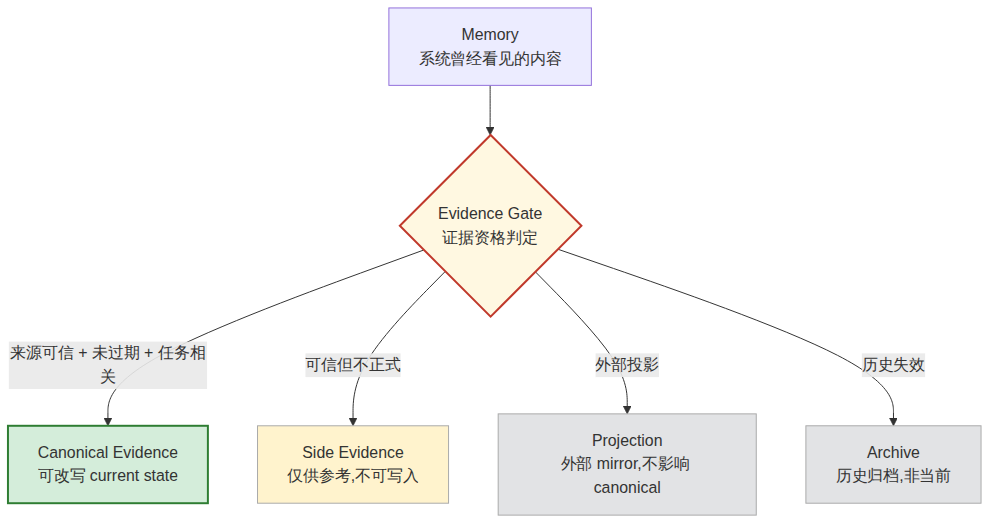 Memory
系统曾经看见的内容
Evidence Gate
证据资格判定
来源可信 + 未过期 + 任务相
关
可信但不正式
外部投影
历史失效
Canonical Evidence
可改写 current state
Side Evidence
仅供参考,不可写入
Projection
外部 mirror,不影响
canonical
Archive
历史归档,非当前